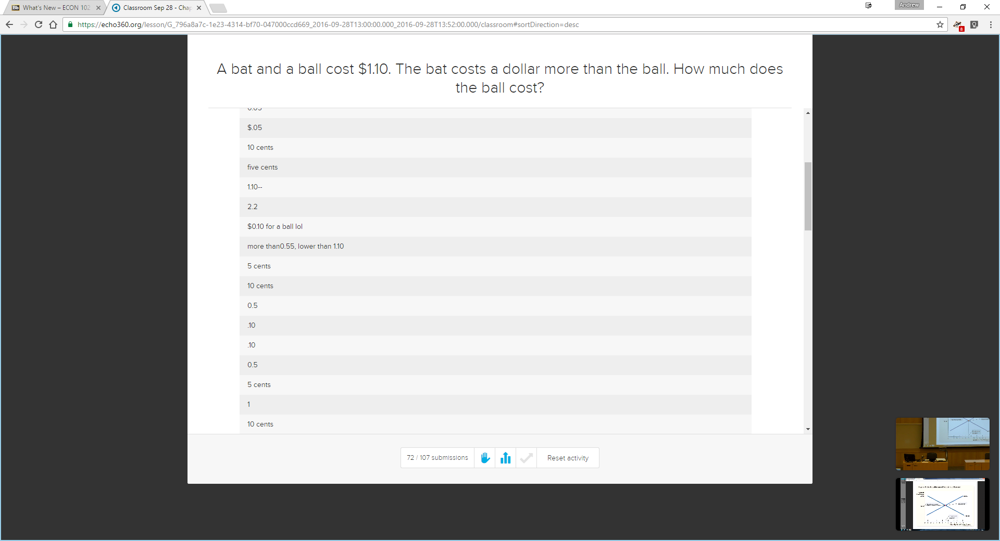 What's New – ECON 102
Classroom Sep 28 - Chap
Andrew
https://echo360.org/lesson/G_796a8a7c-1e23-4314-bf70-047000ccd669_2016-09-28T13:00:00.000_2016-09-28T13:52:00.000/classroom#sortDirection=desc
8
A bat and a ball cost $1.10. The bat costs a dollar more than the ball. How much does
the ball cost?
0.05
$.05
10 cents
five cents
1.10--
2.2
$0.10 for a ball lol
more than0.55, lower than 1.10
5 cents
10 cents
0.5
.10
.10
0.5
5 cents
1
10 cents
72 / 107 submissions
Reset activity